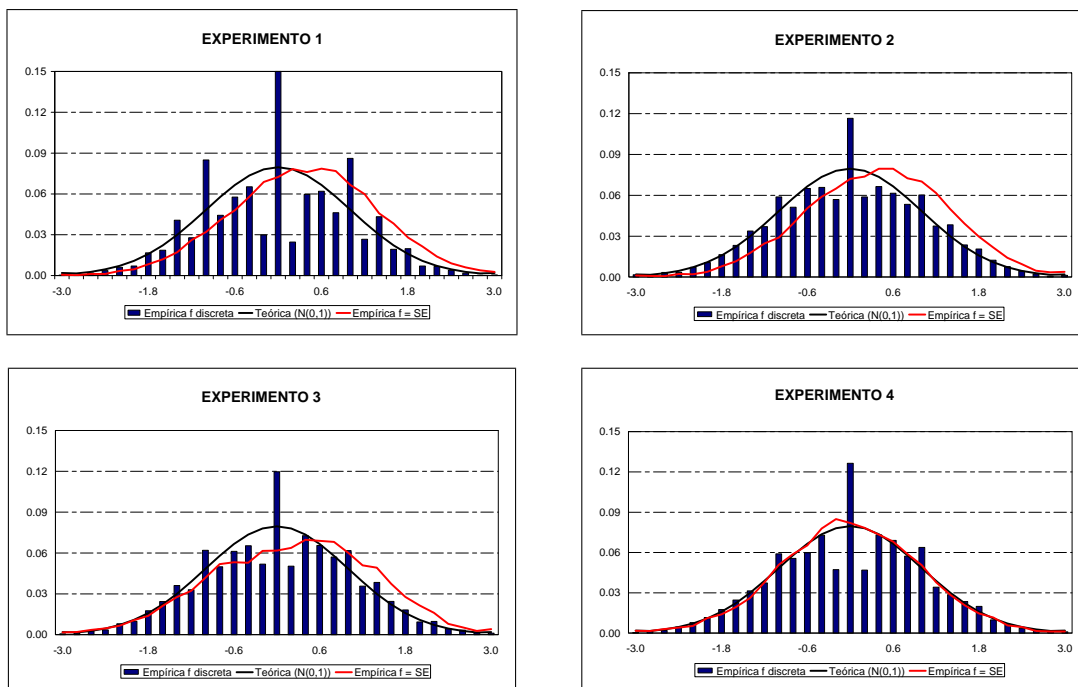 EXPERIMENTO 1
0.15
0.12
0.09
0.06
0.03
0.00
-3.0 -1.8 -0.6 0.6 1.8 3.0
Empírica f discreta Teórica (N(0,1)) Empírica f = SE
EXPERIMENTO 2
0.15
0.12
0.09
0.06
0.03
0.00
-3.0 -1.8 -0.6 0.6 1.8 3.0
Empírica f discreta Teórica (N(0,1)) Empírica f = SE
EXPERIMENTO 3
0.15
0.12
0.09
0.06
0.03
0.00
-3.0 -1.8 -0.6 0.6 1.8 3.0
Empírica f discreta Teórica (N(0,1)) Empírica f = SE
EXPERIMENTO 4
0.15
0.12
0.09
0.06
0.03
0.00
-3.0 -1.8 -0.6 0.6 1.8 3.0
Empírica f discreta Teórica (N(0,1)) Empírica f = SE